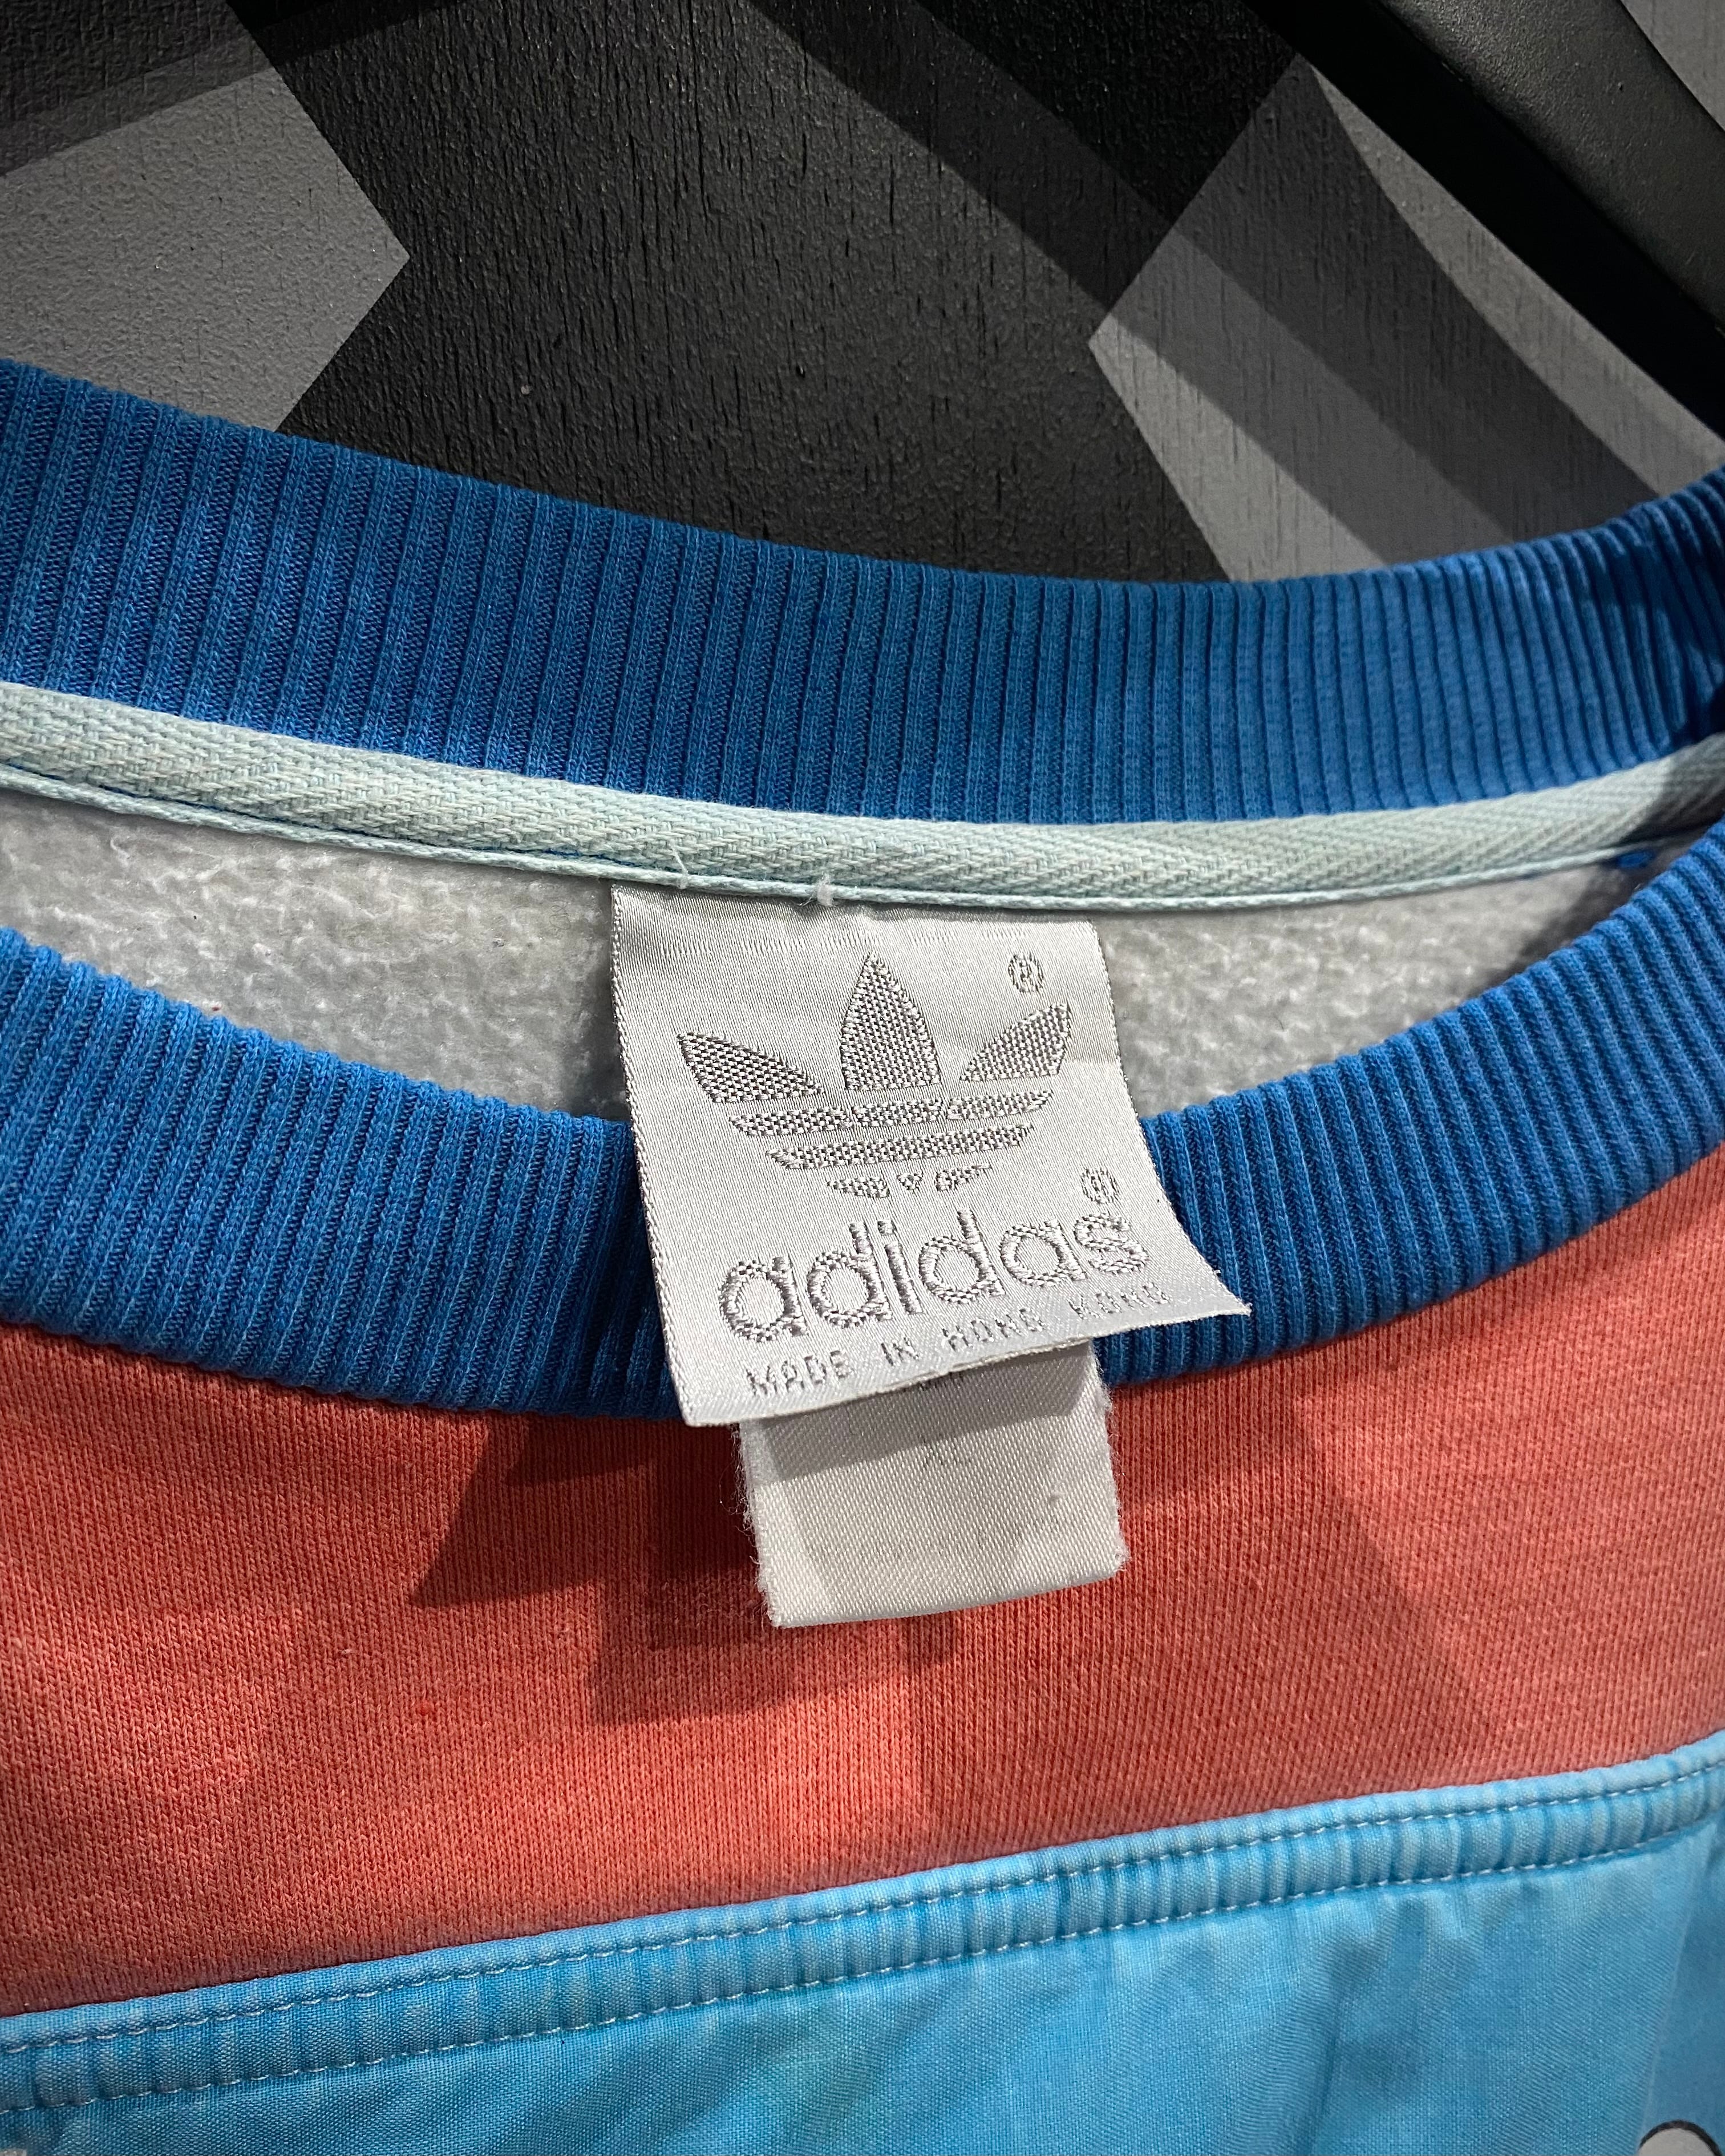 ®
®
adidas
MADE IN HONG KONG